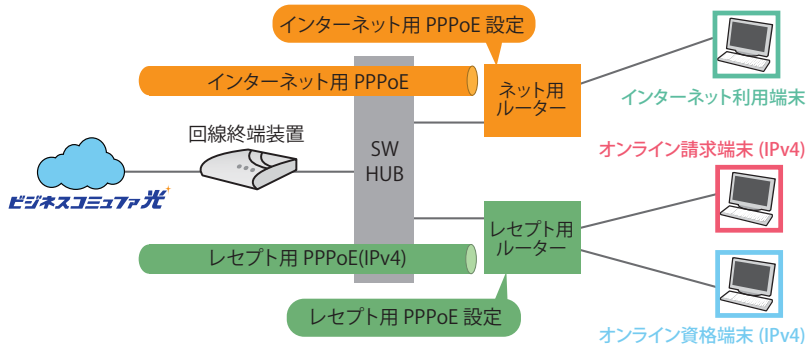 インターネット用 PPPoE 設定
インターネット用 PPPoE
ネット用
ルーター
インターネット利用端末
回線終端装置
SW
HUB
オンライン請求端末 (IPv4)
ビジネスコミュファ光
レセプト用
ルーター
レセプト用 PPPoE(IPv4)
レセプト用 PPPoE 設定
オンライン資格端末 (IPv4)